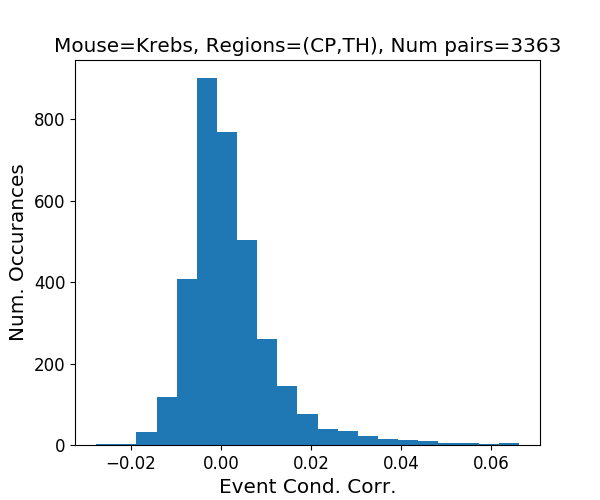 Mouse=Krebs, Regions=(CP,TH), Num pairs=3363
800
600
400
200
0
Num. Occurances
−0.02 0.00 0.02 0.04 0.06
Event Cond. Corr.